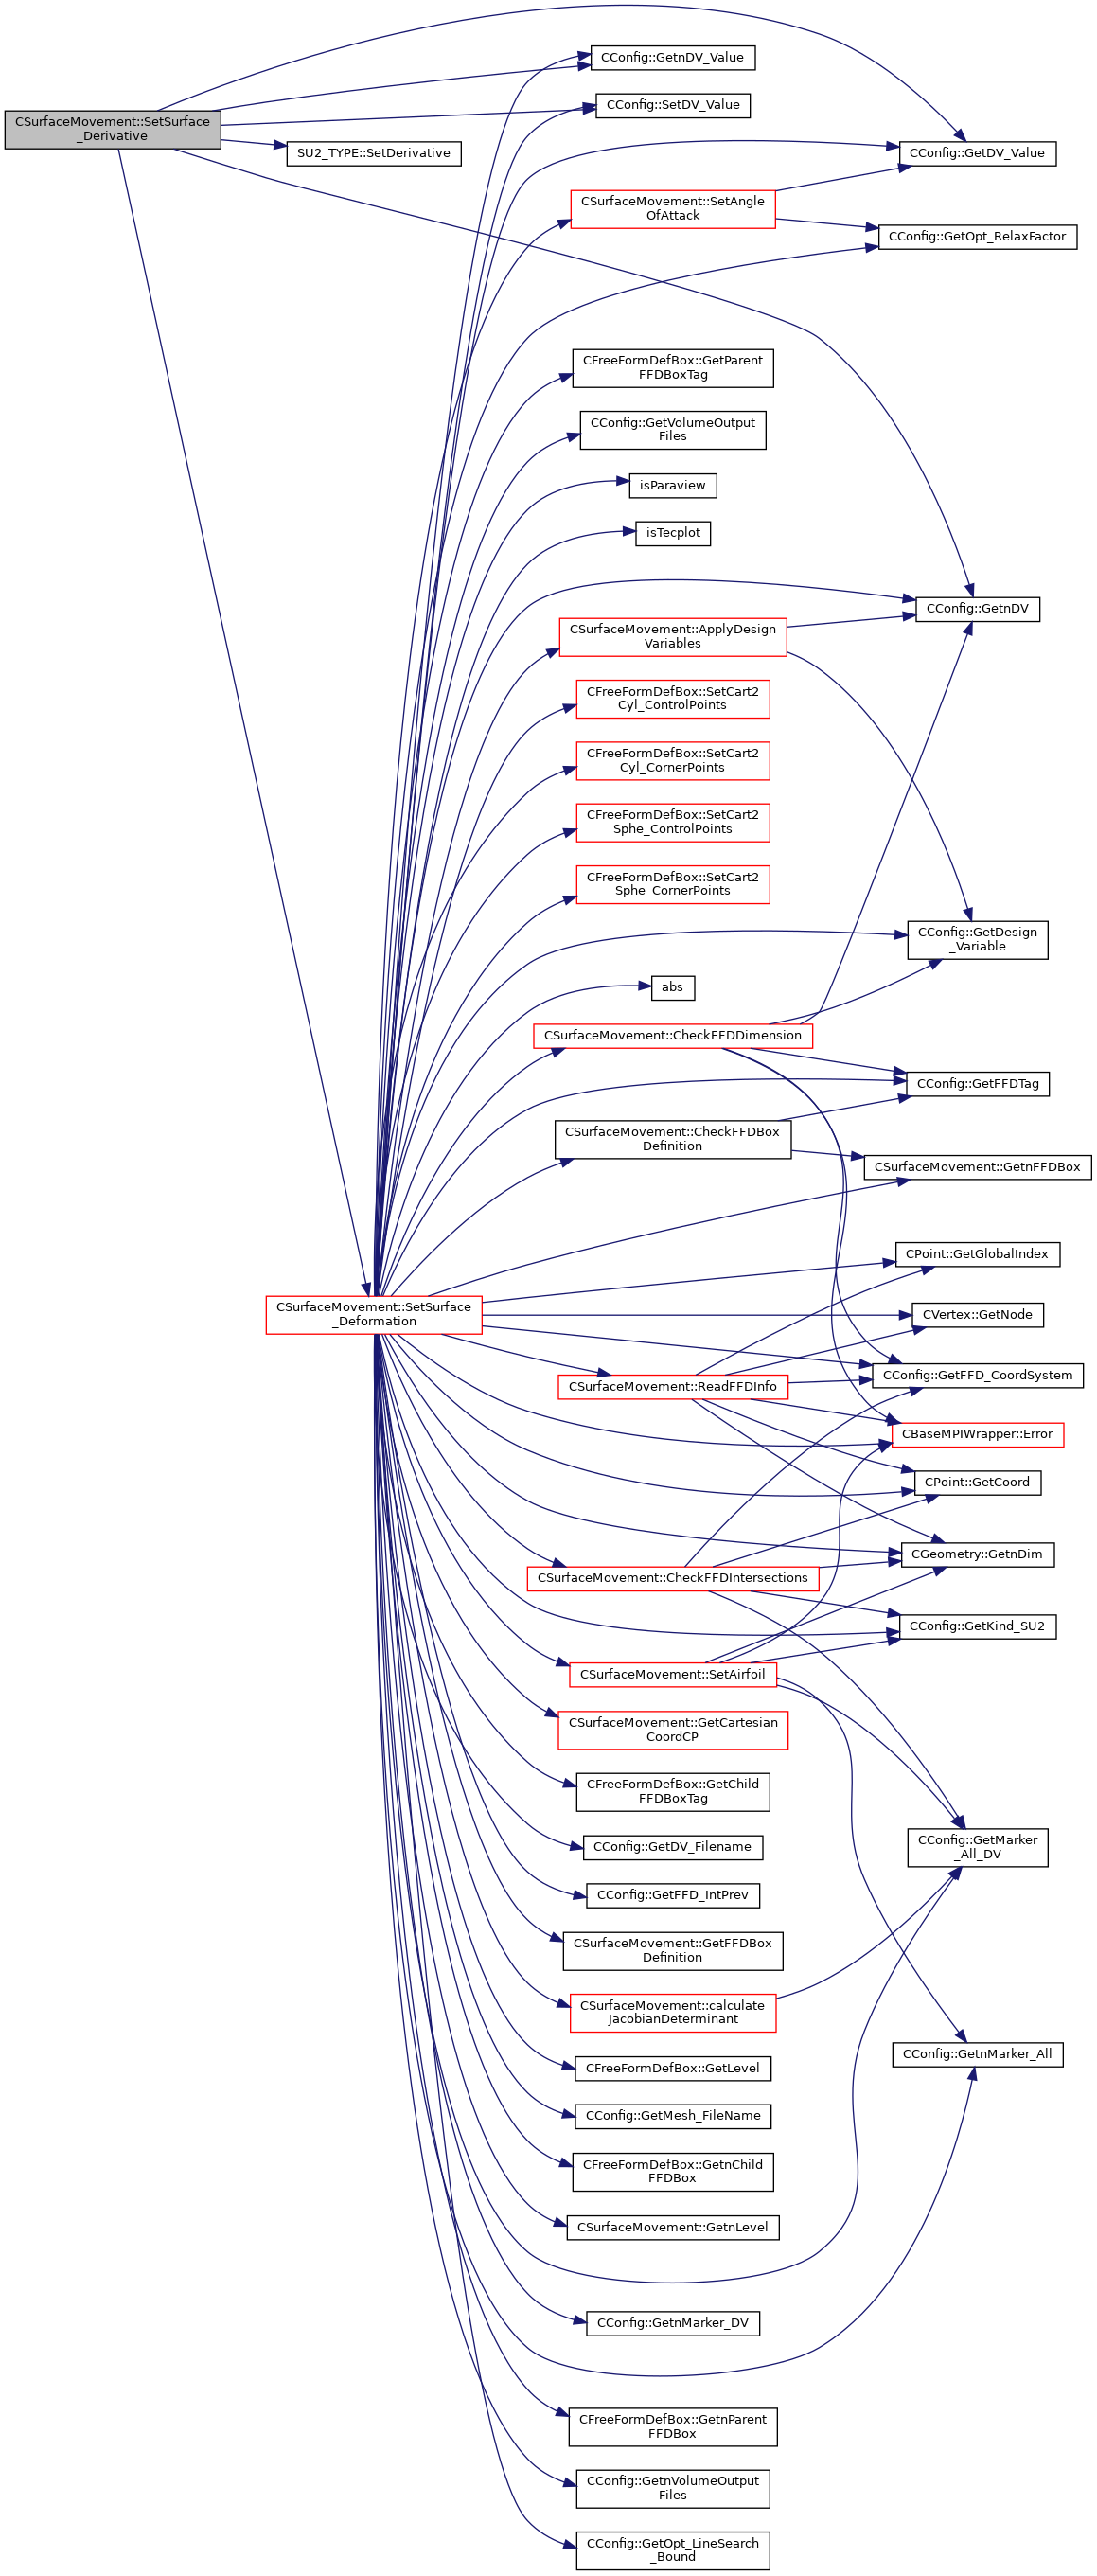 CConfig::GetnDV_Value
CConfig::SetDV_Value
CSurfaceMovement::SetSurface
_Derivative
SU2_TYPE::SetDerivative
CConfig::GetDV_Value
CSurfaceMovement::SetAngle
OfAttack
CConfig::GetOpt_RelaxFactor
CFreeFormDefBox::GetParent
FFDBoxTag
CConfig::GetVolumeOutput
Files
isParaview
isTecplot
CConfig::GetnDV
CSurfaceMovement::ApplyDesign
Variables
CFreeFormDefBox::SetCart2
Cyl_ControlPoints
CFreeFormDefBox::SetCart2
Cyl_CornerPoints
CFreeFormDefBox::SetCart2
Sphe_ControlPoints
CFreeFormDefBox::SetCart2
Sphe_CornerPoints
CConfig::GetDesign
_Variable
abs
CSurfaceMovement::CheckFFDDimension
CConfig::GetFFDTag
CSurfaceMovement::CheckFFDBox
Definition
CSurfaceMovement::GetnFFDBox
CPoint::GetGlobalIndex
CSurfaceMovement::SetSurface
_Deformation
CVertex::GetNode
CConfig::GetFFD_CoordSystem
CSurfaceMovement::ReadFFDInfo
CBaseMPIWrapper::Error
CPoint::GetCoord
CGeometry::GetnDim
CSurfaceMovement::CheckFFDIntersections
CConfig::GetKind_SU2
CSurfaceMovement::SetAirfoil
CSurfaceMovement::GetCartesian
CoordCP
CFreeFormDefBox::GetChild
FFDBoxTag
CConfig::GetMarker
_All_DV
CConfig::GetDV_Filename
CConfig::GetFFD_IntPrev
CSurfaceMovement::GetFFDBox
Definition
CSurfaceMovement::calculate
JacobianDeterminant
CConfig::GetnMarker_All
CFreeFormDefBox::GetLevel
CConfig::GetMesh_FileName
CFreeFormDefBox::GetnChild
FFDBox
CSurfaceMovement::GetnLevel
CConfig::GetnMarker_DV
CFreeFormDefBox::GetnParent
FFDBox
CConfig::GetnVolumeOutput
Files
CConfig::GetOpt_LineSearch
_Bound